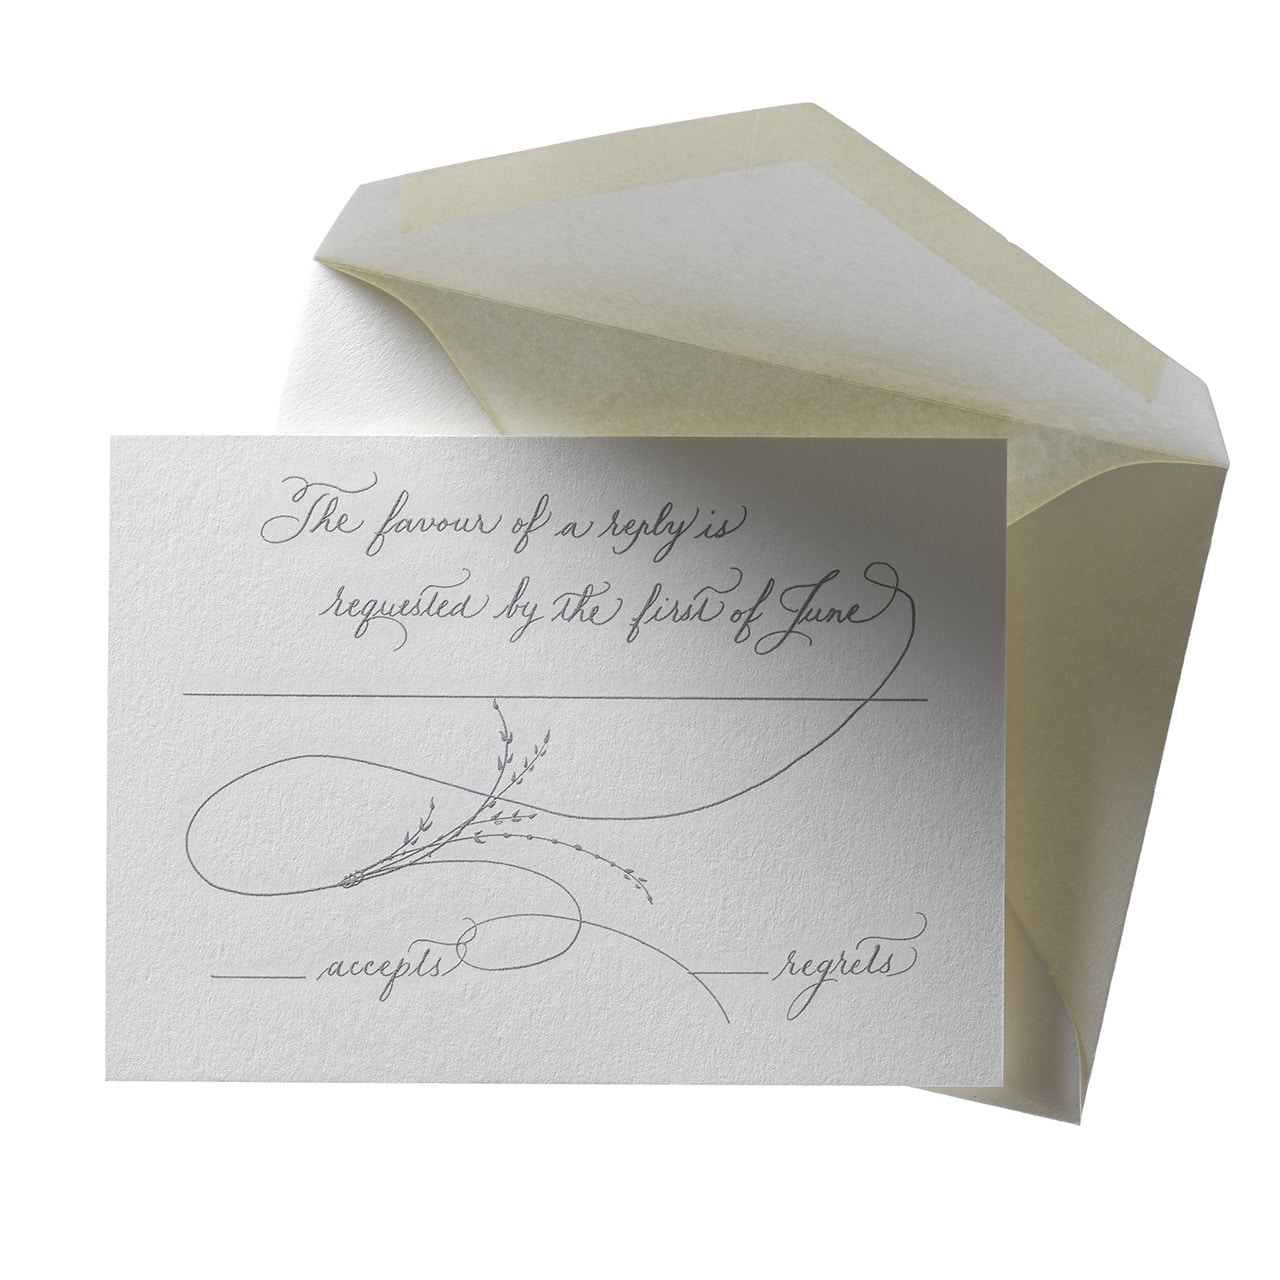 The favour of a reply is
requested by the first of June
accepts regrets